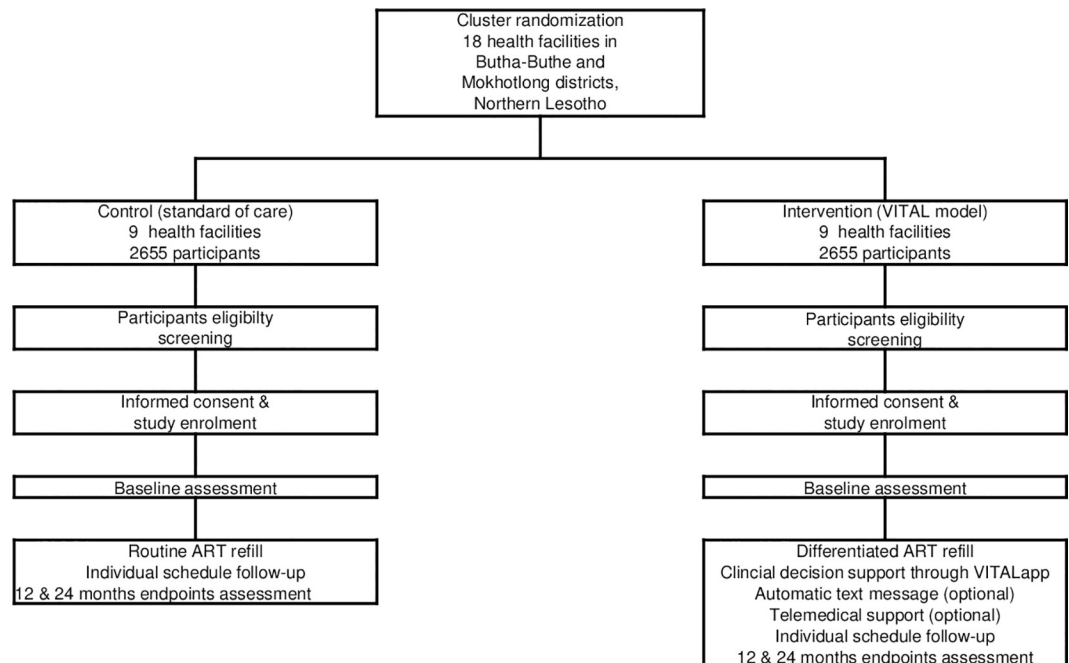 Cluster randomization
18 health facilities in
Butha-Buthe and
Mokhotlong districts,
Northern Lesotho
Control (standard of care)
9 health facilities
2655 participants
Intervention (VITAL model)
9 health facilities
2655 participants
Participants eligibilty
screening
Participants eligibility
screening
Informed consent &
study enrolment
Informed consent &
study enrolment
Baseline assessment
Baseline assessment
Routine ART refill
Individual schedule follow-up
12 & 24 months endpoints assessment
Differentiated ART refill
Clincial decision support through VITALapp
Automatic text message (optional)
Telemedical support (optional)
Individual schedule follow-up
12 & 24 months endpoints assessment